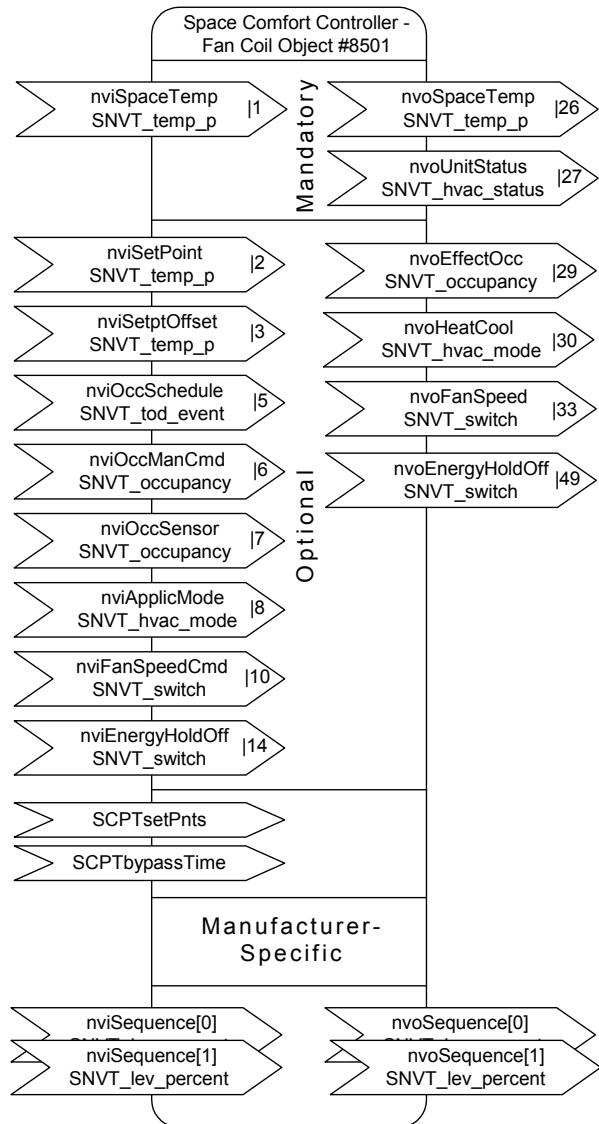 Space Comfort Controller -
Fan Coil Object #8501
nviSpaceTemp
SNVT_temp_p
|1
Mandatory
nvoSpaceTemp
SNVT_temp_p
|26
nvoUnitStatus
SNVT_hvac_status
|27
nviSetPoint
SNVT_temp_p
|2
nviSetptOffset
SNVT_temp_p
|3
nviOccSchedule
SNVT_tod_event
|5
nviOccManCmd
SNVT_occupancy
|6
nviOccSensor
SNVT_occupancy
|7
nviApplicMode
SNVT_hvac_mode
|8
nviFanSpeedCmd
SNVT_switch
|10
nviEnergyHoldOff
SNVT_switch
|14
Optional
nvoEffectOcc
SNVT_occupancy
|29
nvoHeatCool
SNVT_hvac_mode
|30
nvoFanSpeed
SNVT_switch
|33
nvoEnergyHoldOff
SNVT_switch
|49
SCPTsetPnts
SCPTbypassTime
Manufacturer-
Specific
nviSequence[0]
nviSequence[1]
SNVT_lev_percent
nvoSequence[0]
nvoSequence[1]
SNVT_lev_percent